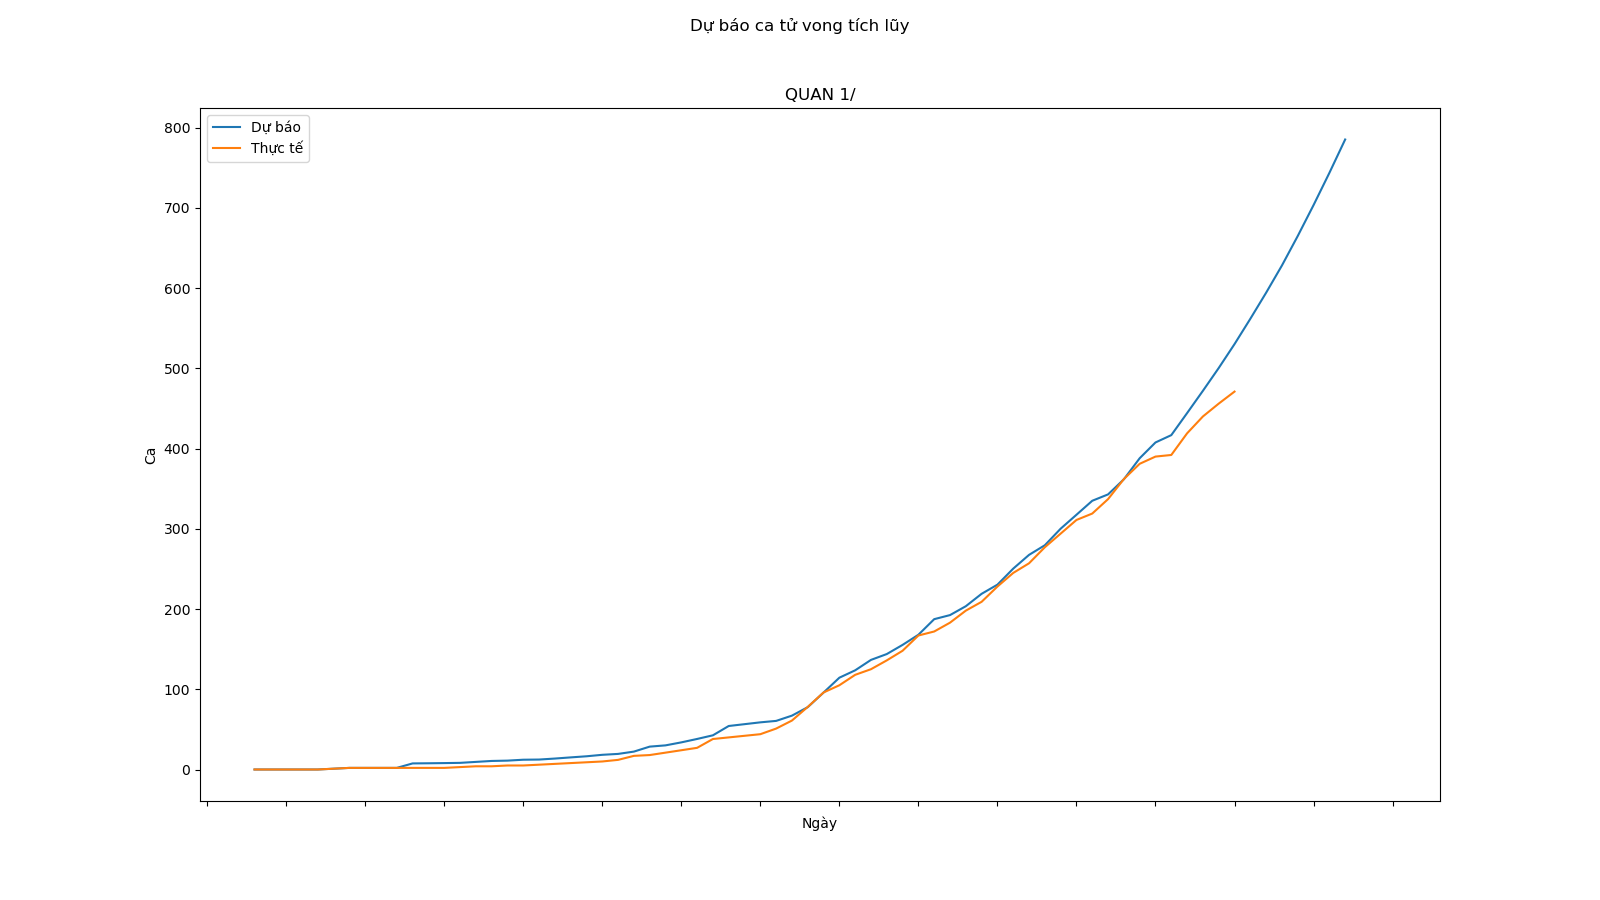 Dự báo ca tử vong tích lũy
QUAN 1/
Dự báo
Thực tế
800
700
600
500
400
300
200
100
0
Ca
Ngày